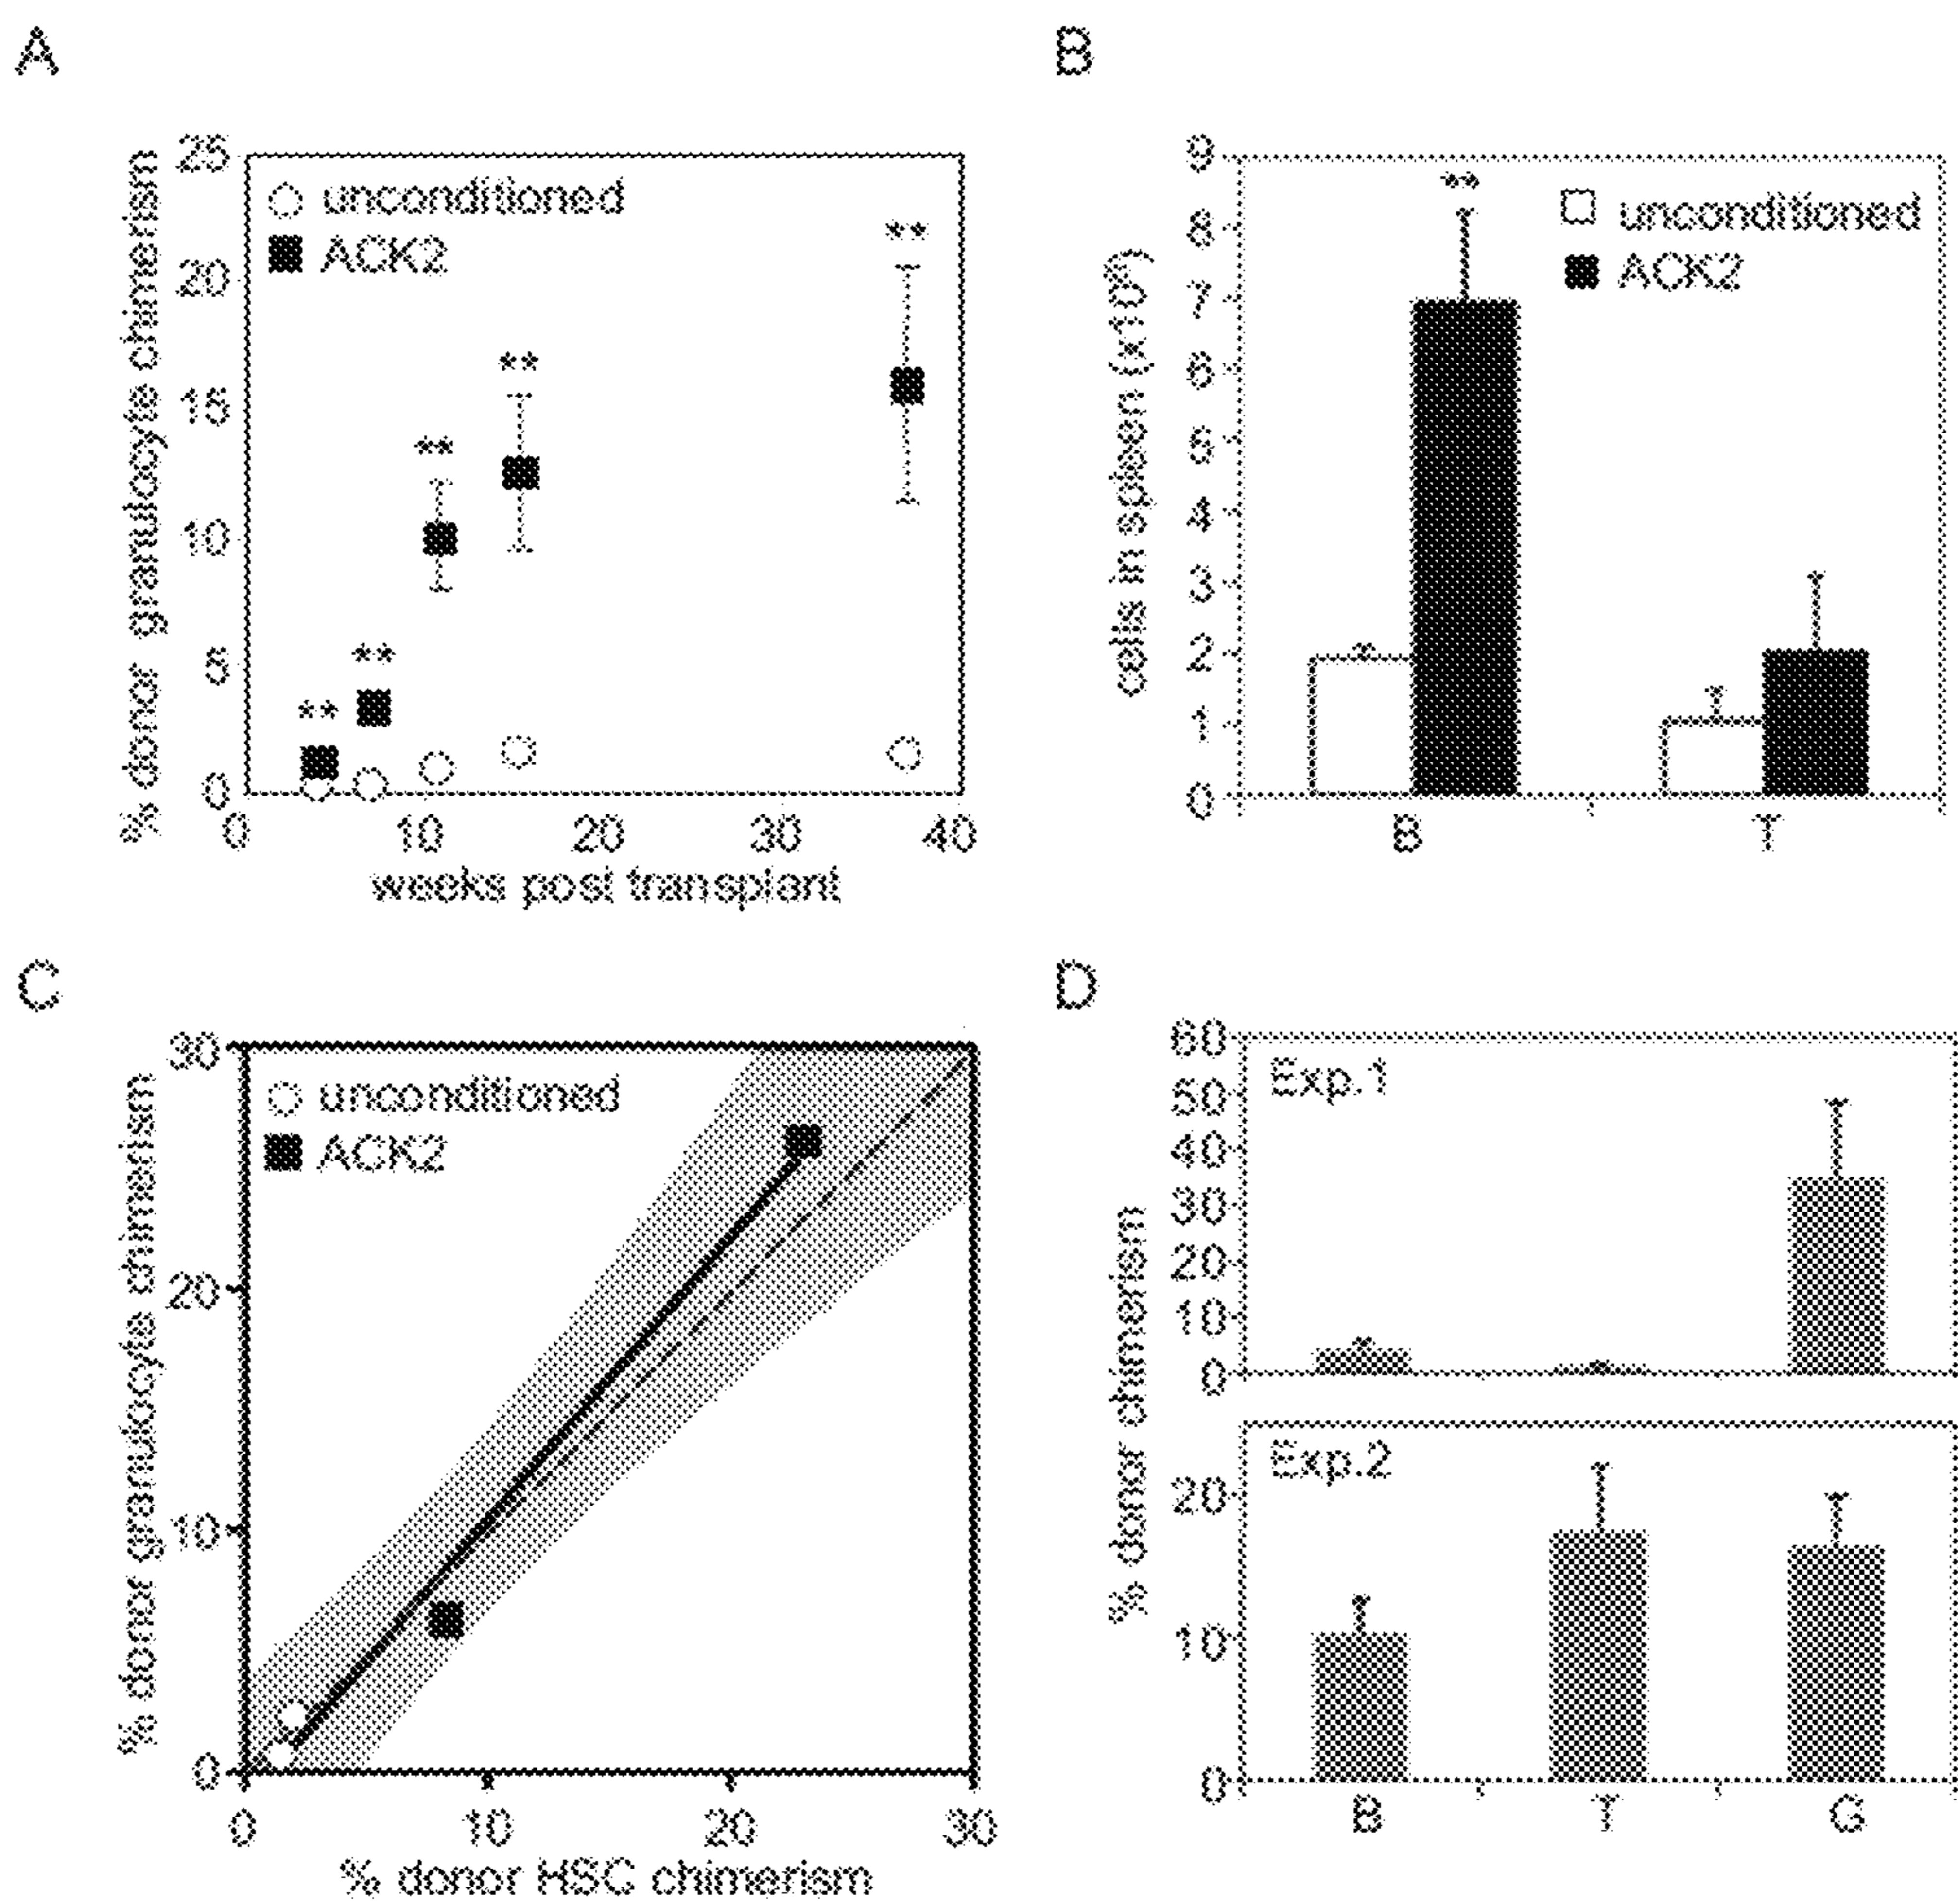 A
% donor granulocyte chimerism
25
20
15
10
5
0
unconditioned
ACK2
**
**
**
**
**
0 10 20 30 40
weeks post transplant
B
cells in spleen
9
8
7
6
5
4
3
2
1
0
**
unconditioned
ACK2
B T
C
% donor granulocyte chimerism
30
20
10
0
unconditioned
ACK2
0 10 20 30
% donor HSC chimerism
D
% donor chimerism
60
50
40
30
20
10
0
Exp.1
20
10
0
Exp.2
B T G